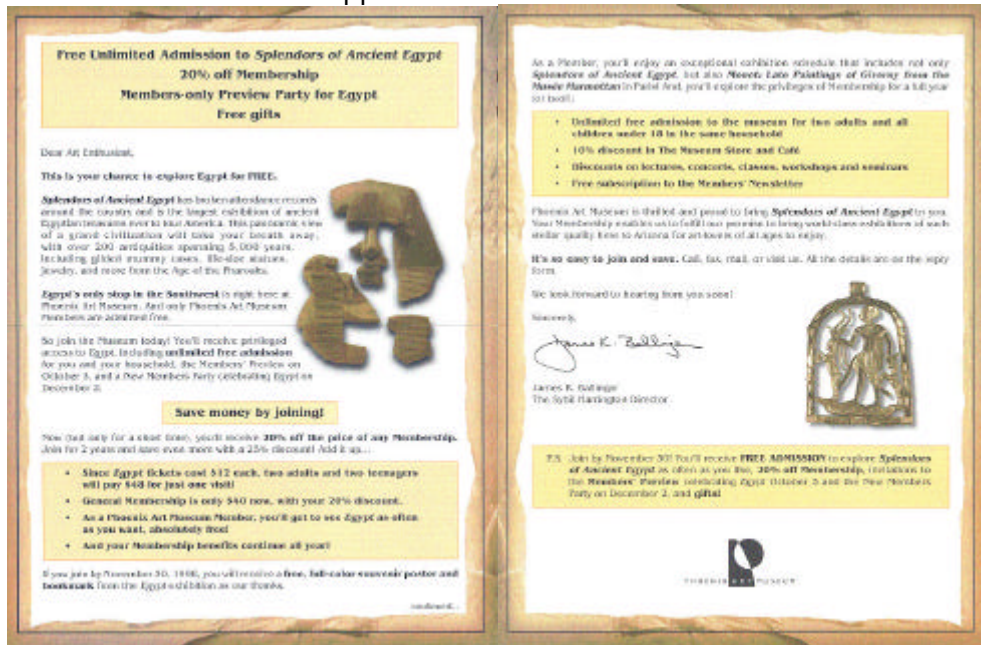 Free Unlimited Admission to Splendors of Ancient Egypt
20% off Membership
Members-only Preview Party for Egypt
Free gifts
Dear Art Enthusiast,
This is your chance to explore Egypt for FREE.
Splendors of Ancient Egypt has broken attendance records
around the country and is the largest exhibition of ancient
Egyptian treasures ever to tour America. This panoramic view
of a grand civilization will take your breath away,
with over 200 antiquities spanning 5,000 years,
including gilded mummy cases, life-size statues,
jewelry, and more from the Age of the Pharoahs.
Egypt's only stop in the Southwest is right here at
Phoenix Art Museum. And only Phoenix Art Museum
Members are admitted free.
So join the Museum today! You'll receive privileged
access to Egypt, including unlimited free admission
for you and your household, the Members' Preview on
October 3, and a New Members Party celebrating Egypt on
December 2.
Save money by joining!
Now (but only for a short time), you'll receive 20% off the price of any Membership.
Join for 2 years and save even more with a 25% discount! Add it up...
• Since Egypt tickets cost $12 each, two adults and two teenagers
will pay $48 for just one visit!
• General Membership is only $40 now, with your 20% discount.
• As a Phoenix Art Museum Member, you'll get to see Egypt as often
as you want, absolutely free!
• And your Membership benefits continue all year!
If you join by November 30, 1998, you will receive a free, full-color souvenir poster and
bookmark from the Egypt exhibition as our thanks.
continued...
As a Member, you'll enjoy an exceptional exhibition schedule that includes not only
Splendors of Ancient Egypt, but also Monet: Late Paintings of Giverny from the
Musée Marmottan in Paris! And, you'll explore the privileges of Membership for a full year
(or two!):
• Unlimited free admission to the museum for two adults and all
children under 18 in the same household
• 10% discount in The Museum Store and Café
• Discounts on lectures, concerts, classes, workshops and seminars
• Free subscription to the Members' Newsletter
Phoenix Art Museum is thrilled and proud to bring Splendors of Ancient Egypt to you.
Your Membership enables us to fulfill our promise to bring world-class exhibitions of such
stellar quality here to Arizona for art-lovers of all ages to enjoy.
It's so easy to join and save. Call, fax, mail, or visit us. All the details are on the reply
form.
We look forward to hearing from you soon!
Sincerely,
James K. Ballinger
James K. Ballinger
The Sybil Harrington Director
P.S. Join by November 30! You'll receive FREE ADMISSION to explore Splendors
of Ancient Egypt as often as you like, 20% off Membership, invitations to
the Members' Preview celebrating Egypt October 3 and the New Members
Party on December 2, and gifts!
PHOENIX ART MUSEUM